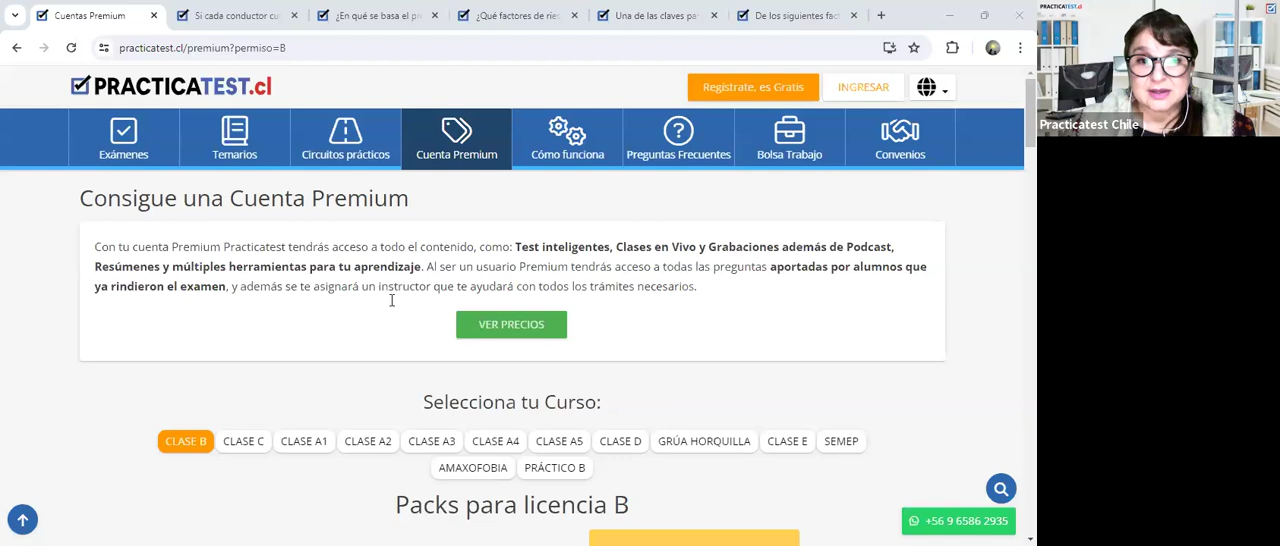 Cuentas Premium
Si cada conductor cu
¿En qué se basa el pr
¿Qué factores de rie
Una de las claves pa
De los siguientes fact
practicatest.cl/premium?permiso=B
PRACTICATEST.cl
Regístrate, es Gratis
INGRESAR
Exámenes
Temarios
Circuitos prácticos
Cuenta Premium
Cómo funciona
Preguntas Frecuentes
Bolsa Trabajo
Convenios
Consigue una Cuenta Premium
Con tu cuenta Premium Practicatest tendrás acceso a todo el contenido, como: Test inteligentes, Clases en Vivo y Grabaciones además de Podcast,
Resúmenes y múltiples herramientas para tu aprendizaje. Al ser un usuario Premium tendrás acceso a todas las preguntas aportadas por alumnos que
ya rindieron el examen, y además se te asignará un instructor que te ayudará con todos los trámites necesarios.
VER PRECIOS
Selecciona tu Curso:
CLASE B
CLASE C
CLASE A1
CLASE A2
CLASE A3
CLASE A4
CLASE A5
CLASE D
GRÚA HORQUILLA
CLASE E
SEMEP
AMAXOFOBIA
PRÁCTICO B
Packs para licencia B
+56 9 6586 2935
PRACTICATEST.cl
Practicatest Chile